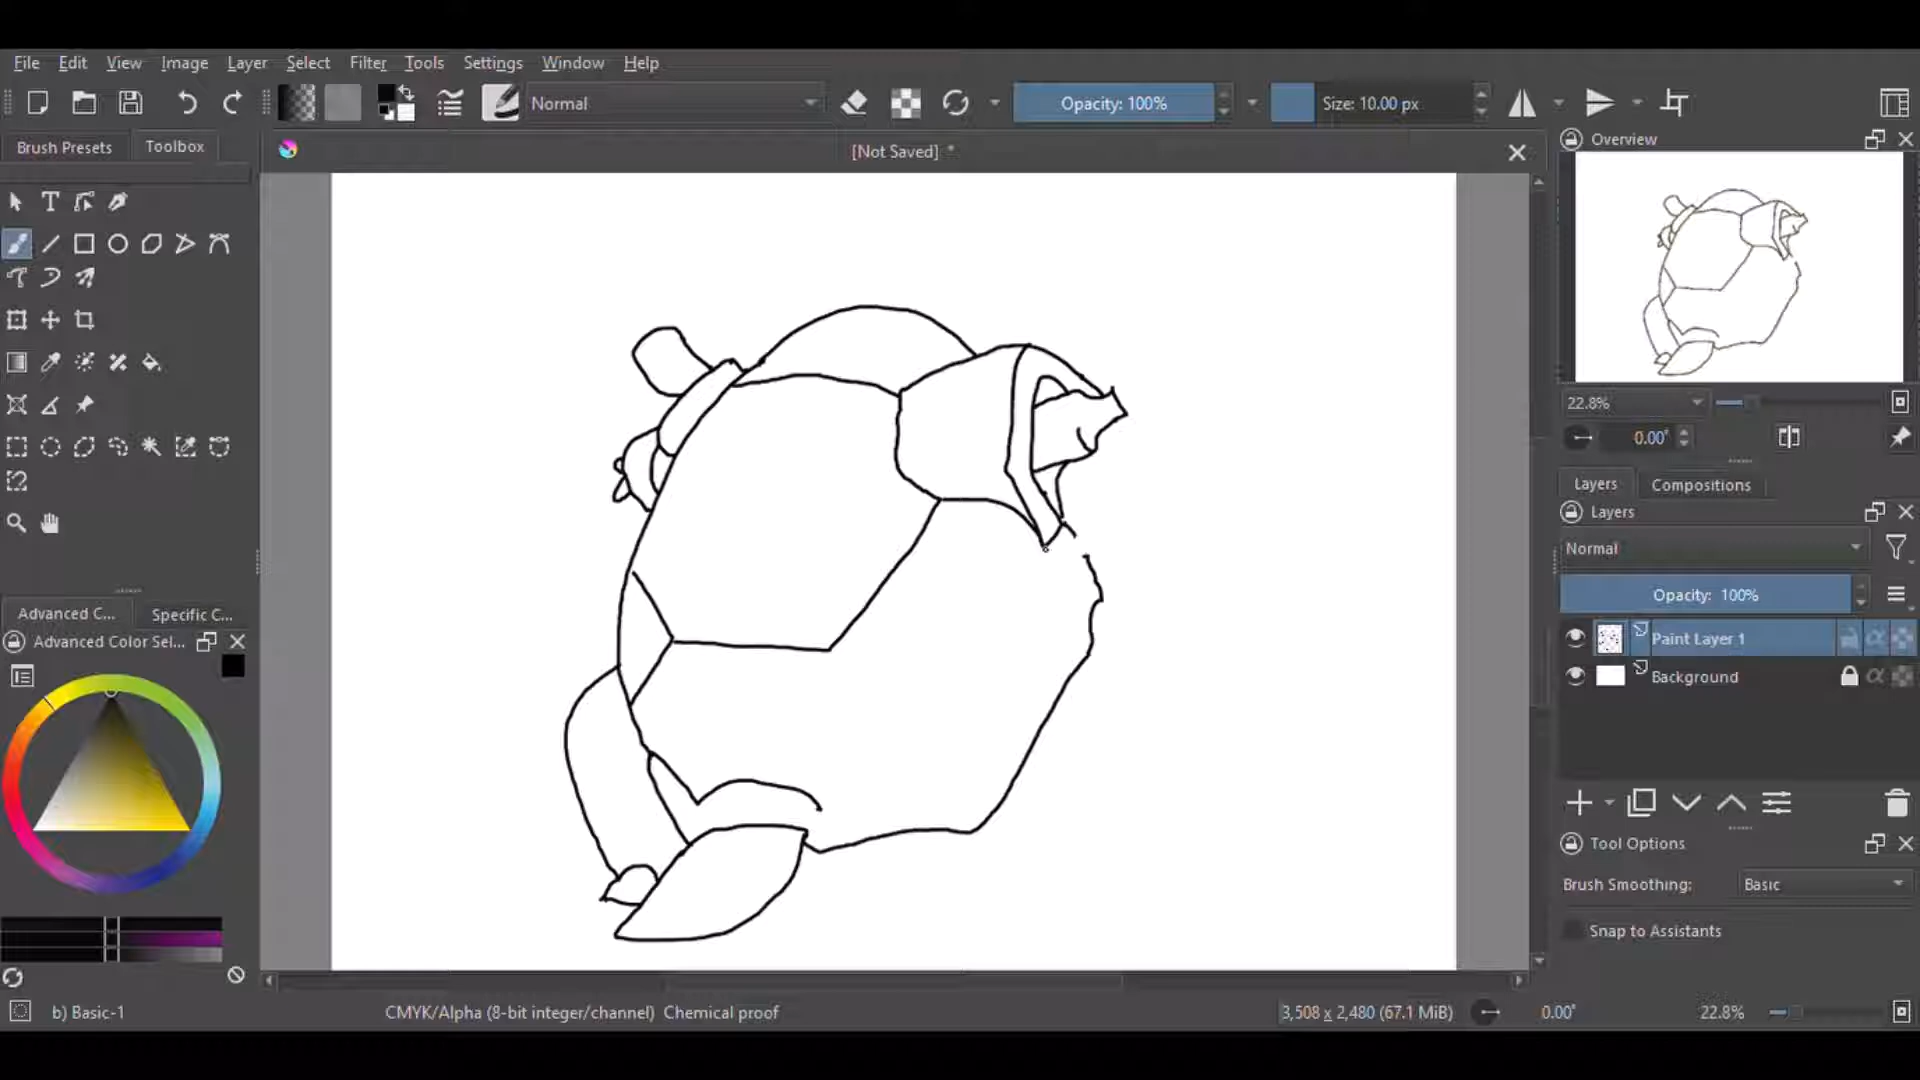 File Edit View Image Layer Select Filter Tools Settings Window Help
Normal Opacity: 100% Size: 10.00 px
Brush Presets Toolbox [Not Saved] * Overview
22.8%
0.00°
Layers Compositions
Layers
Normal
Opacity: 100%
Advanced C... Specific C...
Advanced Color Sel...
Paint Layer 1
Background
Tool Options
Brush Smoothing: Basic
Snap to Assistants
b) Basic-1 CMYK/Alpha (8-bit integer/channel) Chemical proof 3,508 x 2,480 (67.1 MiB) 0.00° 22.8%